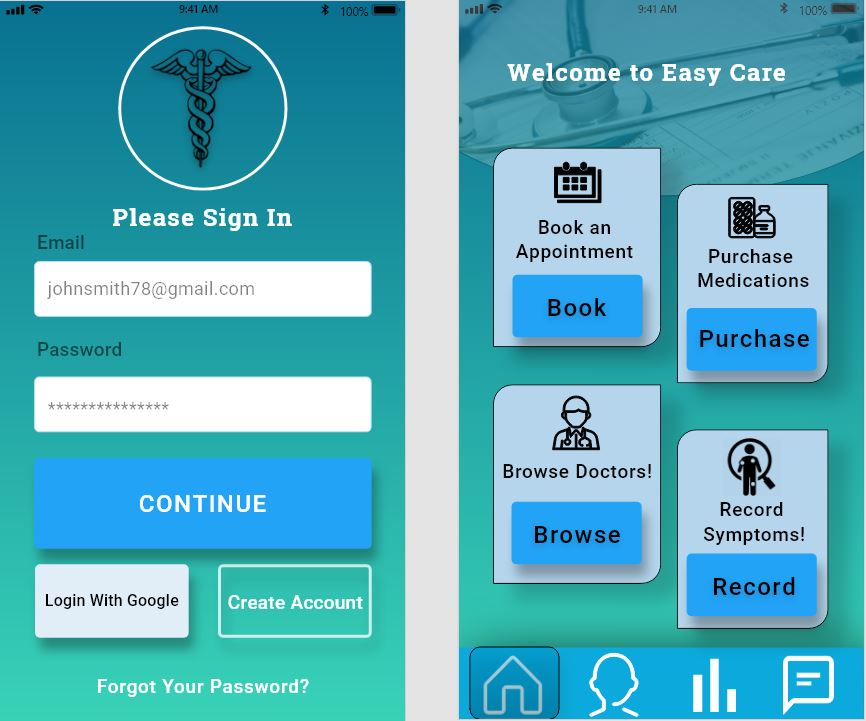 9:41 AM
100%
Please Sign In
Email
johnsmith78@gmail.com
Password
***************
CONTINUE
Login With Google
Create Account
Forgot Your Password?
9:41 AM
100%
Welcome to Easy Care
Book an
Appointment
Book
Purchase
Medications
Purchase
Browse Doctors!
Browse
Record
Symptoms!
Record